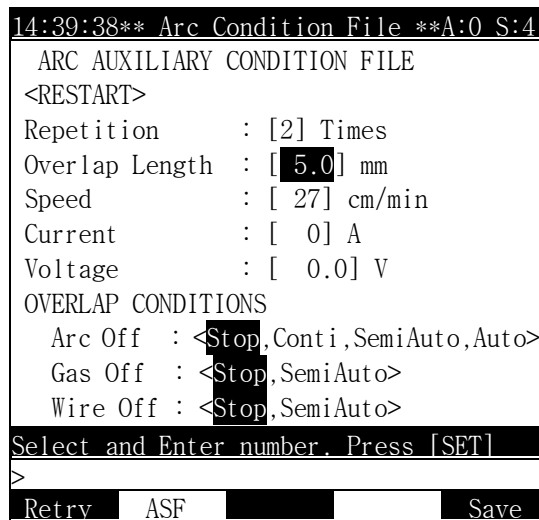 14:39:38** Arc Condition File **A:0 S:4
ARC AUXILIARY CONDITION FILE
<RESTART>
Repetition : [2] Times
Overlap Length : [ 5.0] mm
Speed : [ 27] cm/min
Current : [ 0] A
Voltage : [ 0.0] V
OVERLAP CONDITIONS
Arc Off : <Stop,Conti,SemiAuto,Auto>
Gas Off : <Stop,SemiAuto>
Wire Off : <Stop,SemiAuto>
Select and Enter number. Press [SET]
>
Retry ASF Save